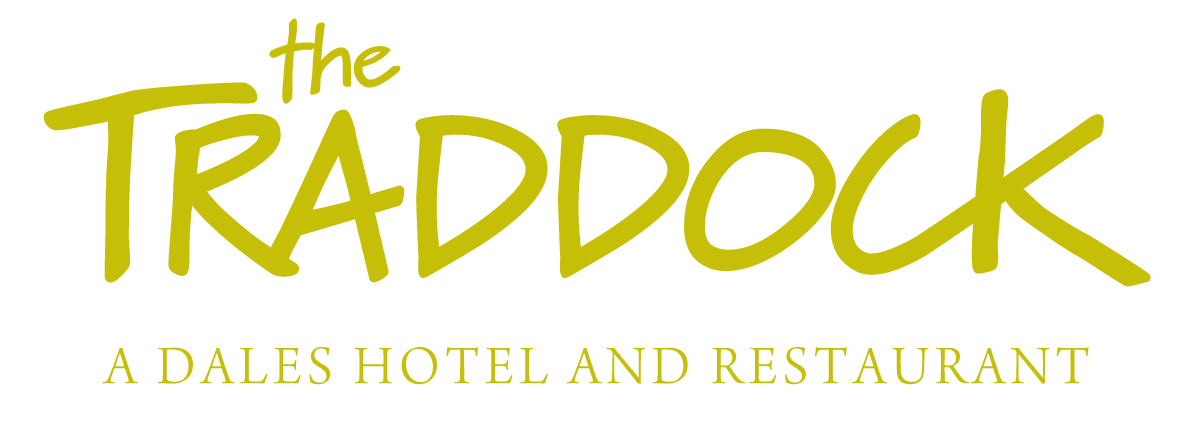 the
TRADDOCK
A DALES HOTEL AND RESTAURANT